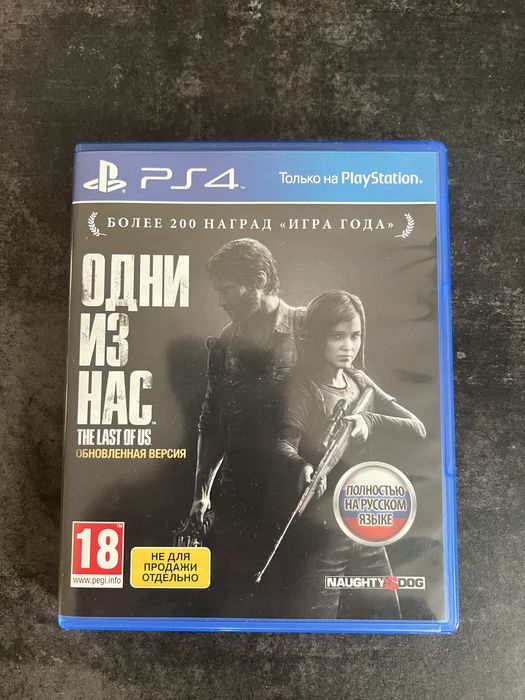 PS4
Только на PlayStation
БОЛЕЕ 200 НАГРАД «ИГРА ГОДА»
ОДНИ
ИЗ
НАС
THE LAST OF US
ОБНОВЛЕННАЯ ВЕРСИЯ
ПОЛНОСТЬЮ
НА РУССКОМ
ЯЗЫКЕ
18
www.pegi.info
НЕ ДЛЯ
ПРОДАЖИ
ОТДЕЛЬНО
NAUGHTY DOG